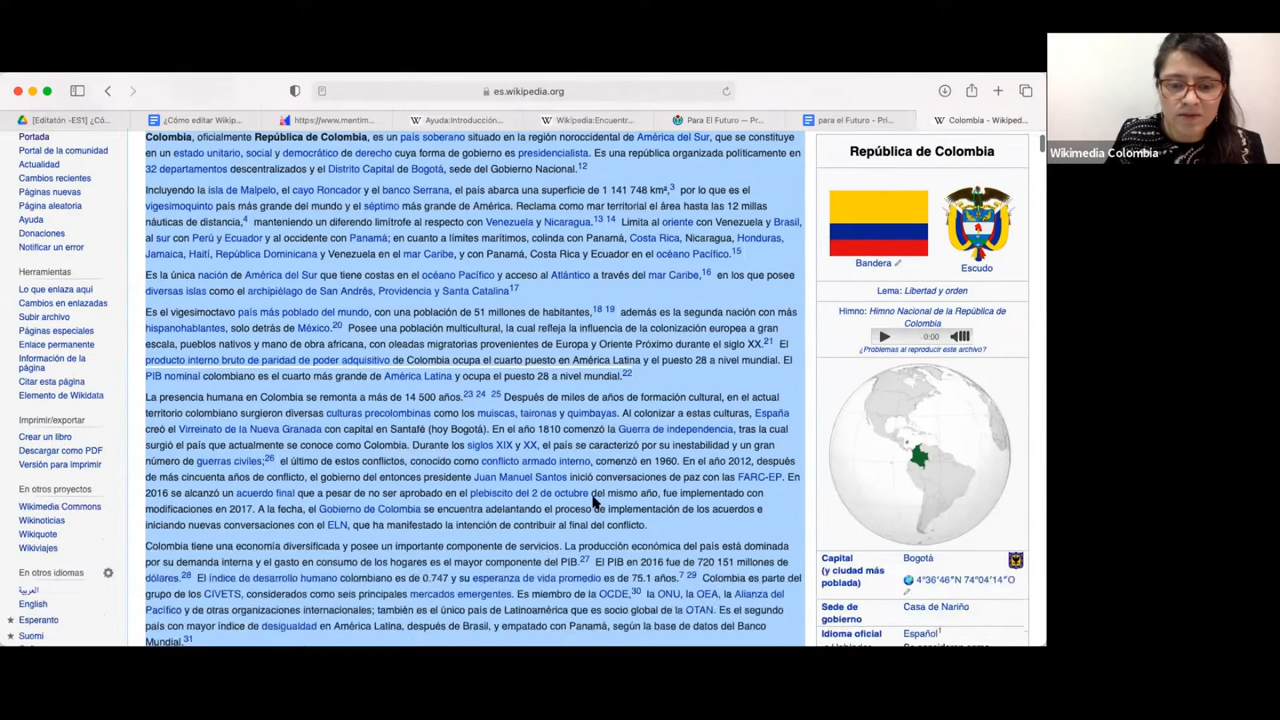 es.wikipedia.org
[Editatón -ES1] ¿Có...
¿Cómo editar Wikip...
https://www.mentim...
Ayuda:Introducción...
Wikipedia:Encuentr...
Para El Futuro — Pr...
para el Futuro - Pri...
Colombia - Wikiped...
Wikimedia Colombia
Portada
Portal de la comunidad
Actualidad
Cambios recientes
Páginas nuevas
Página aleatoria
Ayuda
Donaciones
Notificar un error
Herramientas
Lo que enlaza aquí
Cambios en enlazadas
Subir archivo
Páginas especiales
Enlace permanente
Información de la
página
Citar esta página
Elemento de Wikidata
Imprimir/exportar
Crear un libro
Descargar como PDF
Versión para imprimir
En otros proyectos
Wikimedia Commons
Wikinoticias
Wikiquote
Wikiviajes
En otros idiomas
العربية
English
Esperanto
Suomi
Colombia, oficialmente República de Colombia, es un país soberano situado en la región noroccidental de América del Sur, que se constituye
en un estado unitario, social y democrático de derecho cuya forma de gobierno es presidencialista. Es una república organizada políticamente en
32 departamentos descentralizados y el Distrito Capital de Bogotá, sede del Gobierno Nacional.12
Incluyendo la isla de Malpelo, el cayo Roncador y el banco Serrana, el país abarca una superficie de 1 141 748 km²,3 por lo que es el
vigesimoquinto país más grande del mundo y el séptimo más grande de América. Reclama como mar territorial el área hasta las 12 millas
náuticas de distancia,4 manteniendo un diferendo limítrofe al respecto con Venezuela y Nicaragua.13 14 Limita al oriente con Venezuela y Brasil,
al sur con Perú y Ecuador y al occidente con Panamá; en cuanto a límites marítimos, colinda con Panamá, Costa Rica, Nicaragua, Honduras,
Jamaica, Haití, República Dominicana y Venezuela en el mar Caribe, y con Panamá, Costa Rica y Ecuador en el océano Pacífico.15
Es la única nación de América del Sur que tiene costas en el océano Pacífico y acceso al Atlántico a través del mar Caribe,16 en los que posee
diversas islas como el archipiélago de San Andrés, Providencia y Santa Catalina17
Es el vigesimoctavo país más poblado del mundo, con una población de 51 millones de habitantes,18 19 además es la segunda nación con más
hispanohablantes, solo detrás de México.20 Posee una población multicultural, la cual refleja la influencia de la colonización europea a gran
escala, pueblos nativos y mano de obra africana, con oleadas migratorias provenientes de Europa y Oriente Próximo durante el siglo XX.21 El
producto interno bruto de paridad de poder adquisitivo de Colombia ocupa el cuarto puesto en América Latina y el puesto 28 a nivel mundial. El
PIB nominal colombiano es el cuarto más grande de América Latina y ocupa el puesto 28 a nivel mundial.22
La presencia humana en Colombia se remonta a más de 14 500 años.23 24 25 Después de miles de años de formación cultural, en el actual
territorio colombiano surgieron diversas culturas precolombinas como los muiscas, taironas y quimbayas. Al colonizar a estas culturas, España
creó el Virreinato de la Nueva Granada con capital en Santafé (hoy Bogotá). En el año 1810 comenzó la Guerra de independencia, tras la cual
surgió el país que actualmente se conoce como Colombia. Durante los siglos XIX y XX, el país se caracterizó por su inestabilidad y un gran
número de guerras civiles;26 el último de estos conflictos, conocido como conflicto armado interno, comenzó en 1960. En el año 2012, después
de más cincuenta años de conflicto, el gobierno del entonces presidente Juan Manuel Santos inició conversaciones de paz con las FARC-EP. En
2016 se alcanzó un acuerdo final que a pesar de no ser aprobado en el plebiscito del 2 de octubre del mismo año, fue implementado con
modificaciones en 2017. A la fecha, el Gobierno de Colombia se encuentra adelantando el proceso de implementación de los acuerdos e
iniciando nuevas conversaciones con el ELN, que ha manifestado la intención de contribuir al final del conflicto.
Colombia tiene una economía diversificada y posee un importante componente de servicios. La producción económica del país está dominada
por su demanda interna y el gasto en consumo de los hogares es el mayor componente del PIB.27 El PIB en 2016 fue de 720 151 millones de
dólares.28 El índice de desarrollo humano colombiano es de 0.747 y su esperanza de vida promedio es de 75.1 años.7 29 Colombia es parte del
grupo de los CIVETS, considerados como seis principales mercados emergentes. Es miembro de la OCDE,30 la ONU, la OEA, la Alianza del
Pacífico y de otras organizaciones internacionales; también es el único país de Latinoamérica que es socio global de la OTAN. Es el segundo
país con mayor índice de desigualdad en América Latina, después de Brasil, y empatado con Panamá, según la base de datos del Banco
Mundial.31
República de Colombia
Bandera
Escudo
Lema: Libertad y orden
Himno: Himno Nacional de la República de
Colombia
0:00
¿Problemas al reproducir este archivo?
Capital
(y ciudad más
poblada)
Bogotá
4°36′46″N 74°04′14″O
Sede de
gobierno
Casa de Nariño
Idioma oficial
Español1